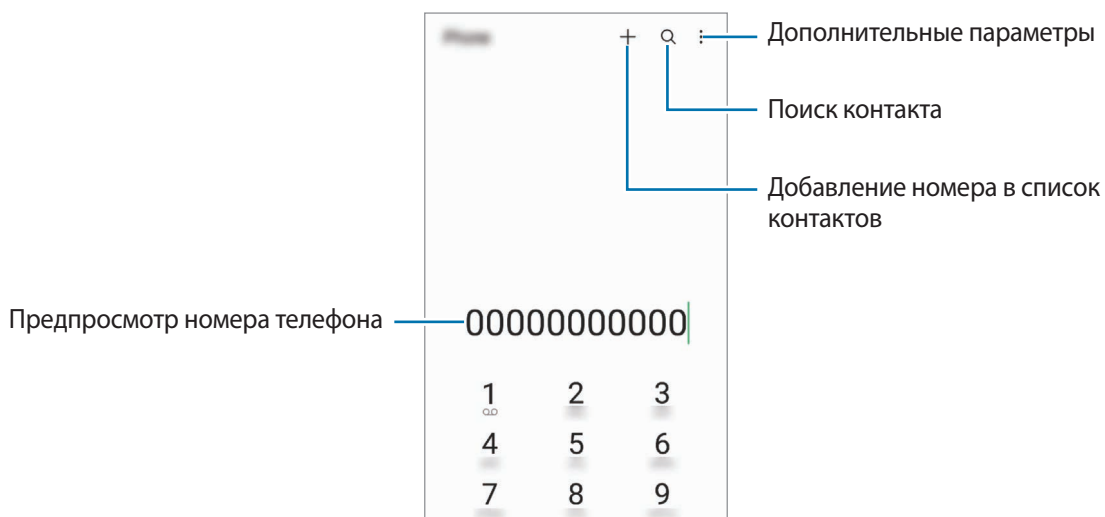 Дополнительные параметры
Поиск контакта
Добавление номера в список
контактов
Предпросмотр номера телефона
00000000000
1 2 3
4 5 6
7 8 9